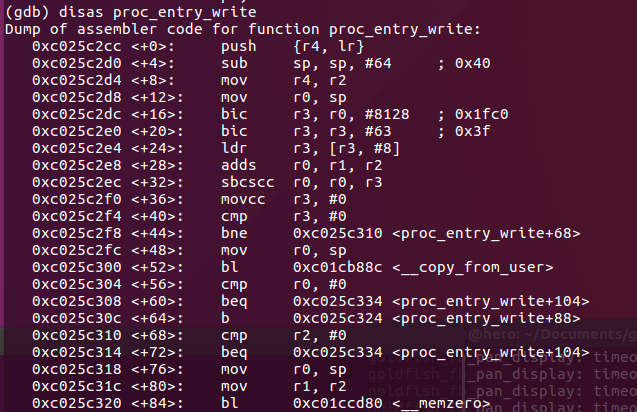 (gdb) disas proc_entry_write
Dump of assembler code for function proc_entry_write:
0xc025c2cc <+0>: push {r4, lr}
0xc025c2d0 <+4>: sub sp, sp, #64 ; 0x40
0xc025c2d4 <+8>: mov r4, r2
0xc025c2d8 <+12>: mov r0, sp
0xc025c2dc <+16>: bic r3, r0, #8128 ; 0x1fc0
0xc025c2e0 <+20>: bic r3, r3, #63 ; 0x3f
0xc025c2e4 <+24>: ldr r3, [r3, #8]
0xc025c2e8 <+28>: adds r0, r1, r2
0xc025c2ec <+32>: sbcscc r0, r0, r3
0xc025c2f0 <+36>: movcc r3, #0
0xc025c2f4 <+40>: cmp r3, #0
0xc025c2f8 <+44>: bne 0xc025c310 <proc_entry_write+68>
0xc025c2fc <+48>: mov r0, sp
0xc025c300 <+52>: bl 0xc01cb88c <__copy_from_user>
0xc025c304 <+56>: cmp r0, #0
0xc025c308 <+60>: beq 0xc025c334 <proc_entry_write+104>
0xc025c30c <+64>: b 0xc025c324 <proc_entry_write+88>
0xc025c310 <+68>: cmp r2, #0 @hero: ~/Documents/g
0xc025c314 <+72>: beq 0xc025c334 <proc_entry_write+104>
0xc025c318 <+76>: mov r0, sp pan_display: timeo
0xc025c31c <+80>: mov r1, r2 pan_display: timeo
0xc025c320 <+84>: bl 0xc01ccd80 <__memzero>